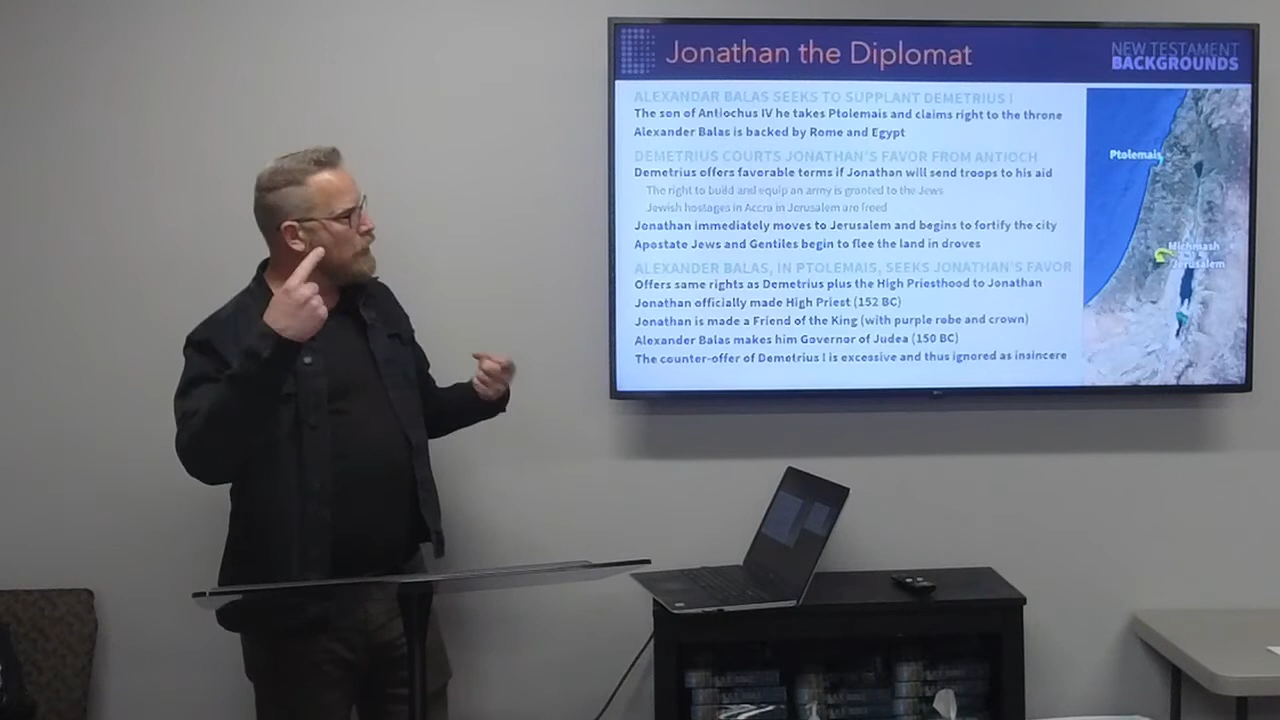 Jonathan the Diplomat
NEW TESTAMENT
BACKGROUNDS
ALEXANDAR BALAS SEEKS TO SUPPLANT DEMETRIUS I
The son of Antiochus IV he takes Ptolemais and claims right to the throne
Alexander Balas is backed by Rome and Egypt
DEMETRIUS COURTS JONATHAN'S FAVOR FROM ANTIOCH
Demetrius offers favorable terms if Jonathan will send troops to his aid
The right to build and equip an army is granted to the Jews
Jewish hostages in Accra in Jerusalem are freed
Jonathan immediately moves to Jerusalem and begins to fortify the city
Apostate Jews and Gentiles begin to flee the land in droves
ALEXANDER BALAS, IN PTOLEMAIS, SEEKS JONATHAN'S FAVOR
Offers same rights as Demetrius plus the High Priesthood to Jonathan
Jonathan officially made High Priest (152 BC)
Jonathan is made a Friend of the King (with purple robe and crown)
Alexander Balas makes him Governor of Judea (150 BC)
The counter-offer of Demetrius I is excessive and thus ignored as insincere
Ptolemais
Michmash
Jerusalem